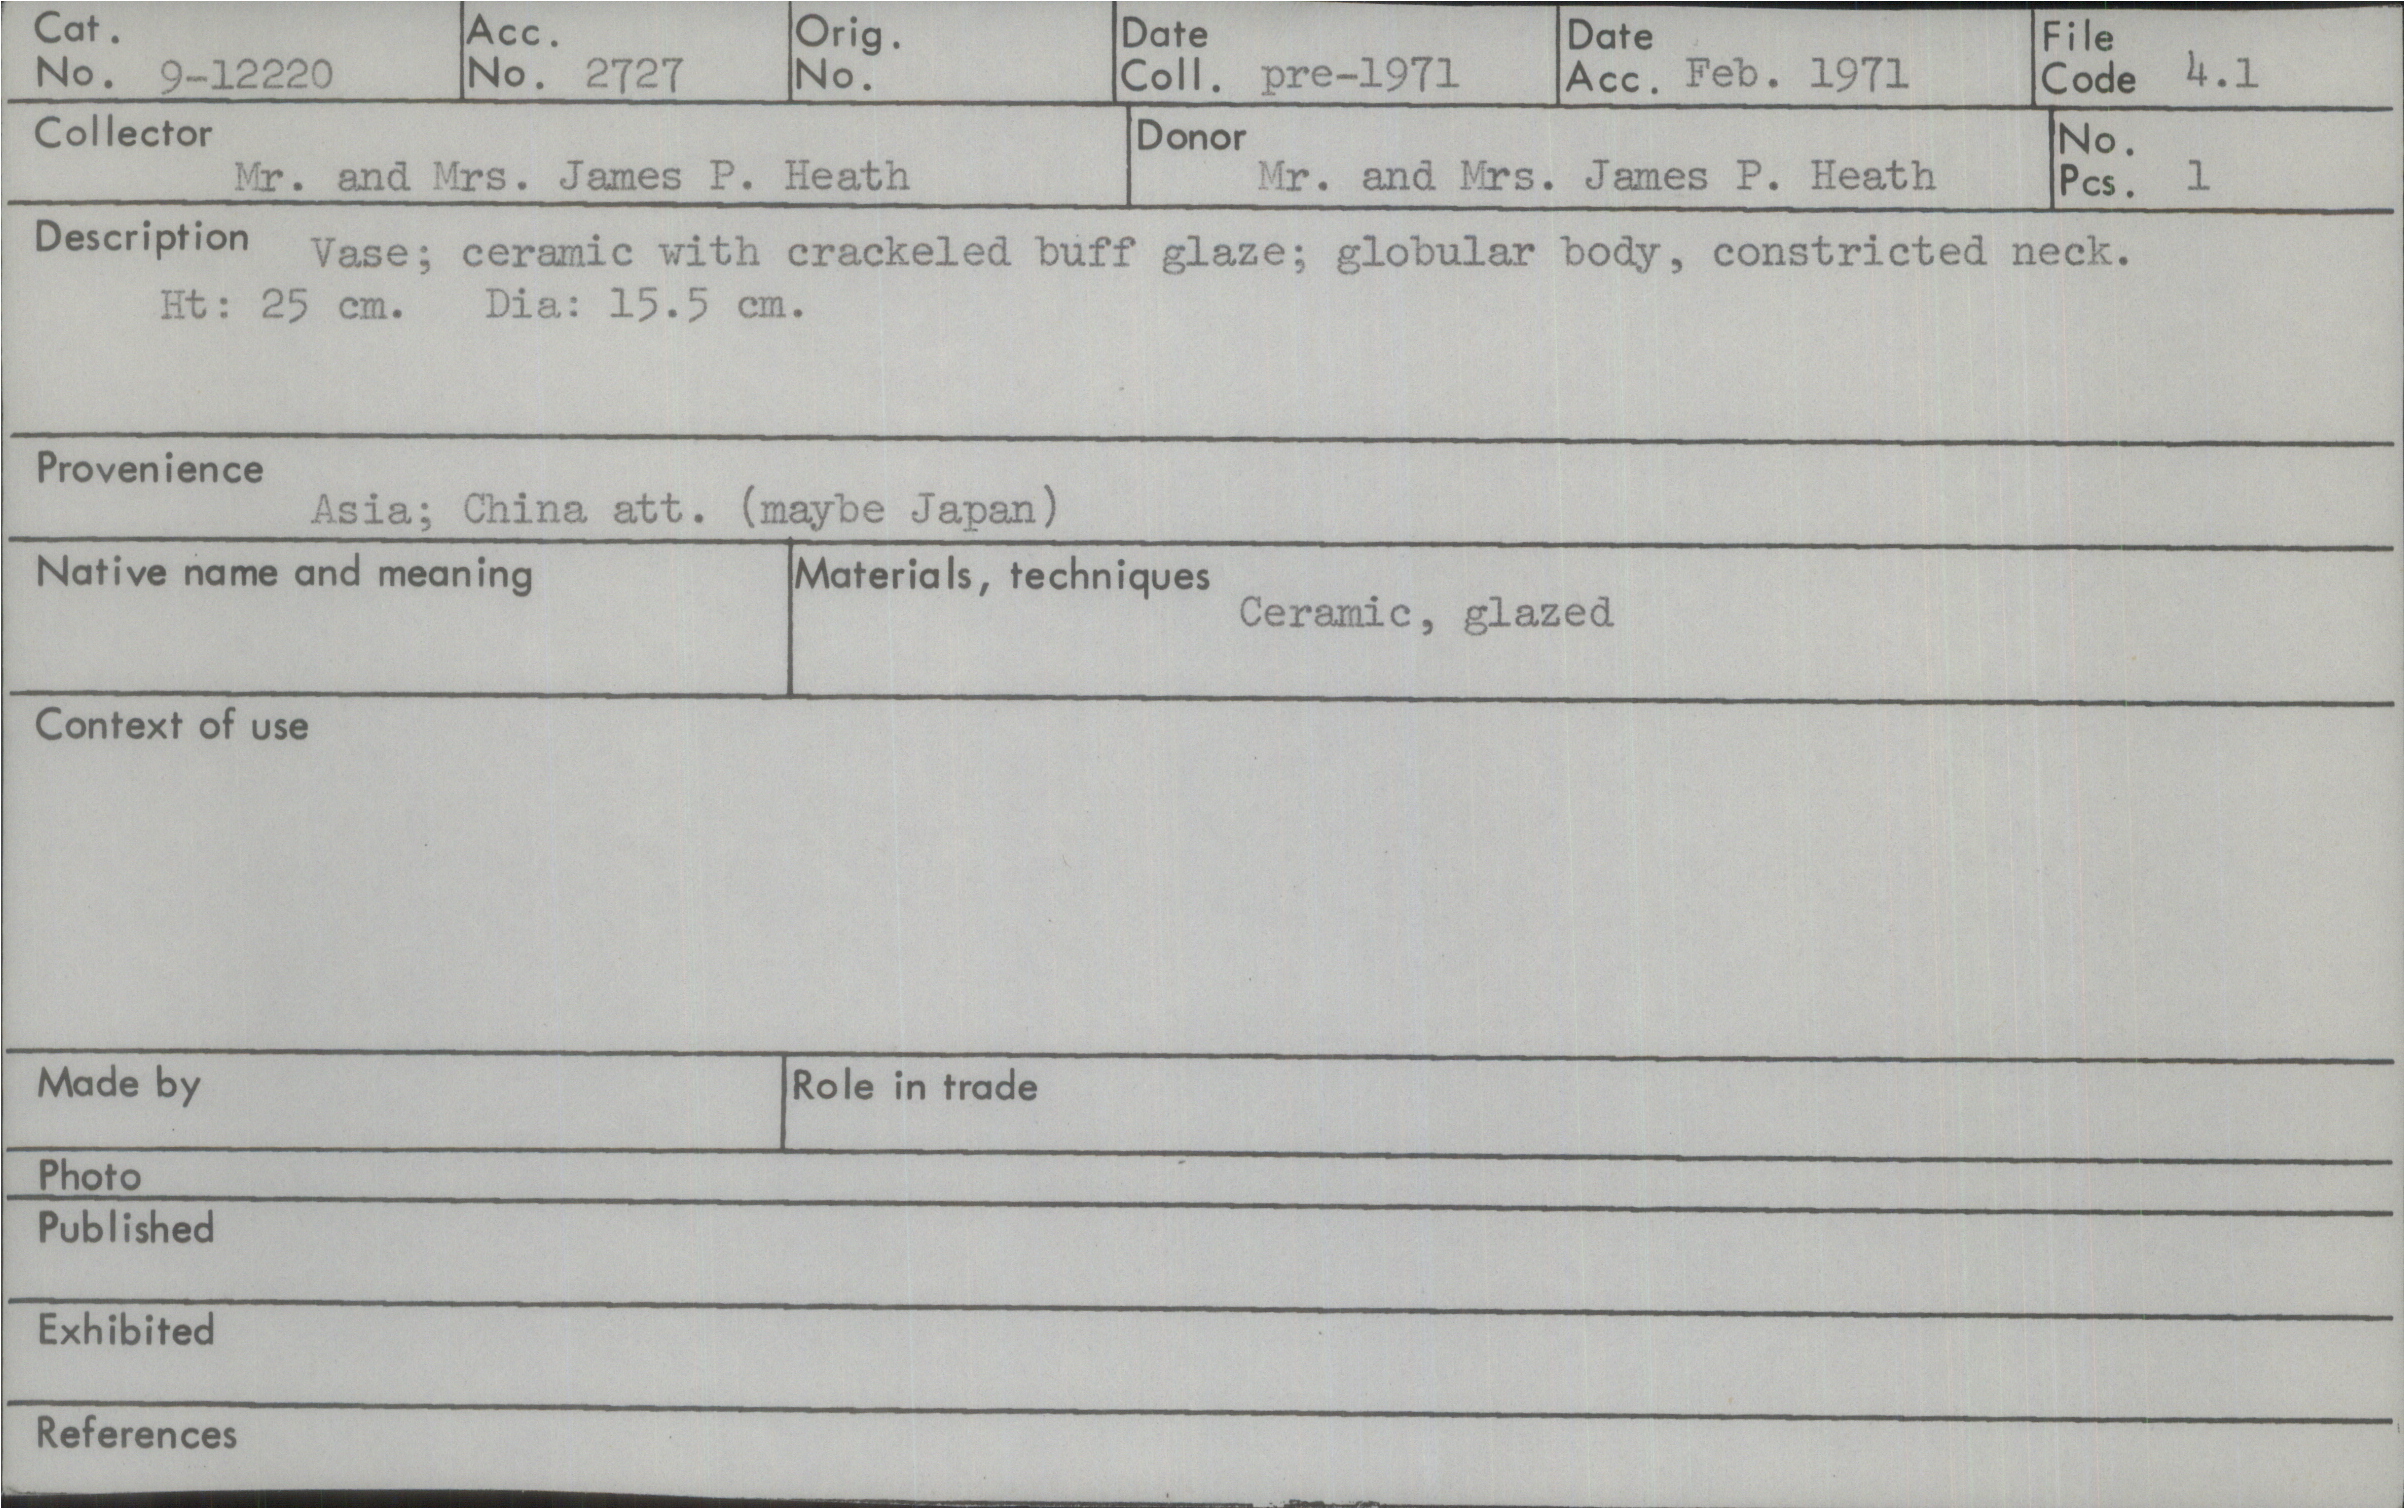 Cat. No. 9-12220
Acc. No. 2727
Orig. No.
Date Coll. pre-1971
Date Acc. Feb. 1971
File Code 4.1
Collector
Mr. and Mrs. James P. Heath
Donor
Mr. and Mrs. James P. Heath
No. Pcs. 1
Description Vase; ceramic with crackeled buff glaze; globular body, constricted neck.
Ht: 25 cm. Dia: 15.5 cm.
Provenience
Asia; China att. (maybe Japan)
Native name and meaning
Materials, techniques
Ceramic, glazed
Context of use
Made by
Role in trade
Photo
Published
Exhibited
References